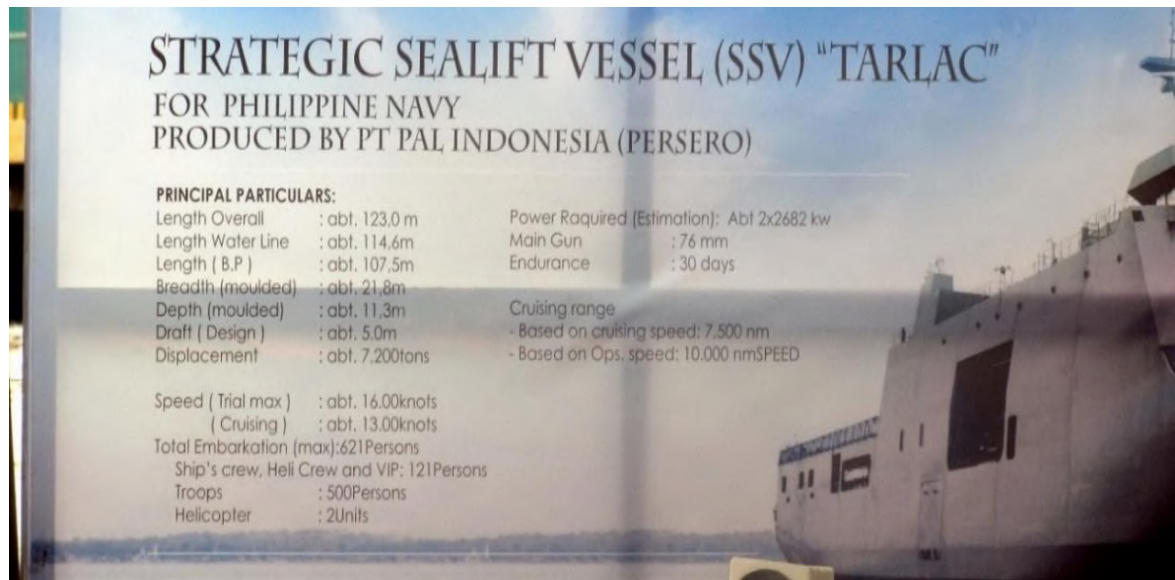 STRATEGIC SEALIFT VESSEL (SSV) "TARLAC"
FOR PHILIPPINE NAVY
PRODUCED BY PT PAL INDONESIA (PERSERO)
PRINCIPAL PARTICULARS:
Length Overall : abt. 123,0 m
Length Water Line : abt. 114,6m
Length ( B.P ) : abt. 107,5m
Breadth (moulded) : abt. 21,8m
Depth (moulded) : abt. 11,3m
Draft ( Design ) : abt. 5.0m
Displacement : abt. 7,200tons
Speed ( Trial max ) : abt. 16.00knots
( Cruising ) : abt. 13.00knots
Total Embarkation (max):621Persons
Ship's crew, Heli Crew and VIP: 121Persons
Troops : 500Persons
Helicopter : 2Units
Power Raquired (Estimation): Abt 2x2682 kw
Main Gun : 76 mm
Endurance : 30 days
Cruising range
- Based on cruising speed: 7.500 nm
- Based on Ops. speed: 10.000 nmSPEED